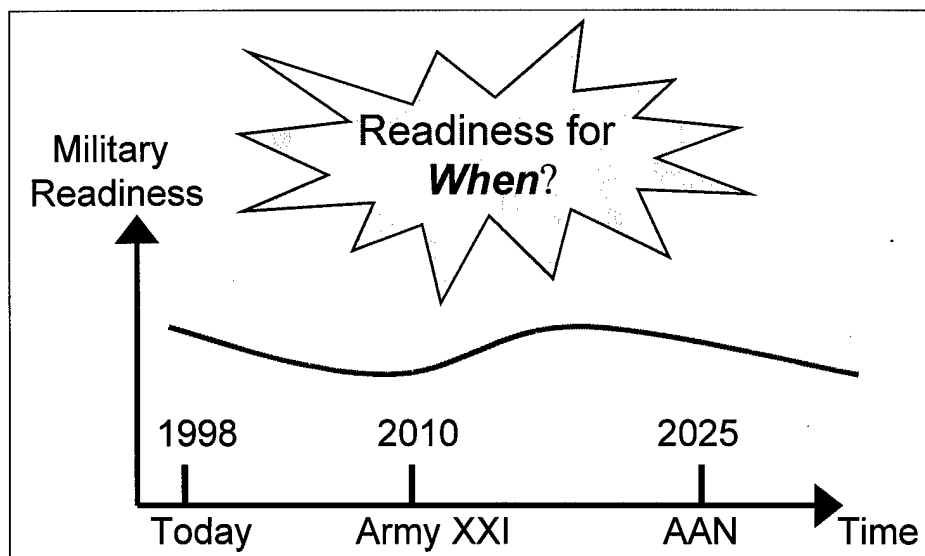 Readiness for
When?
Military
Readiness
1998 2010 2025
Today Army XXI AAN Time